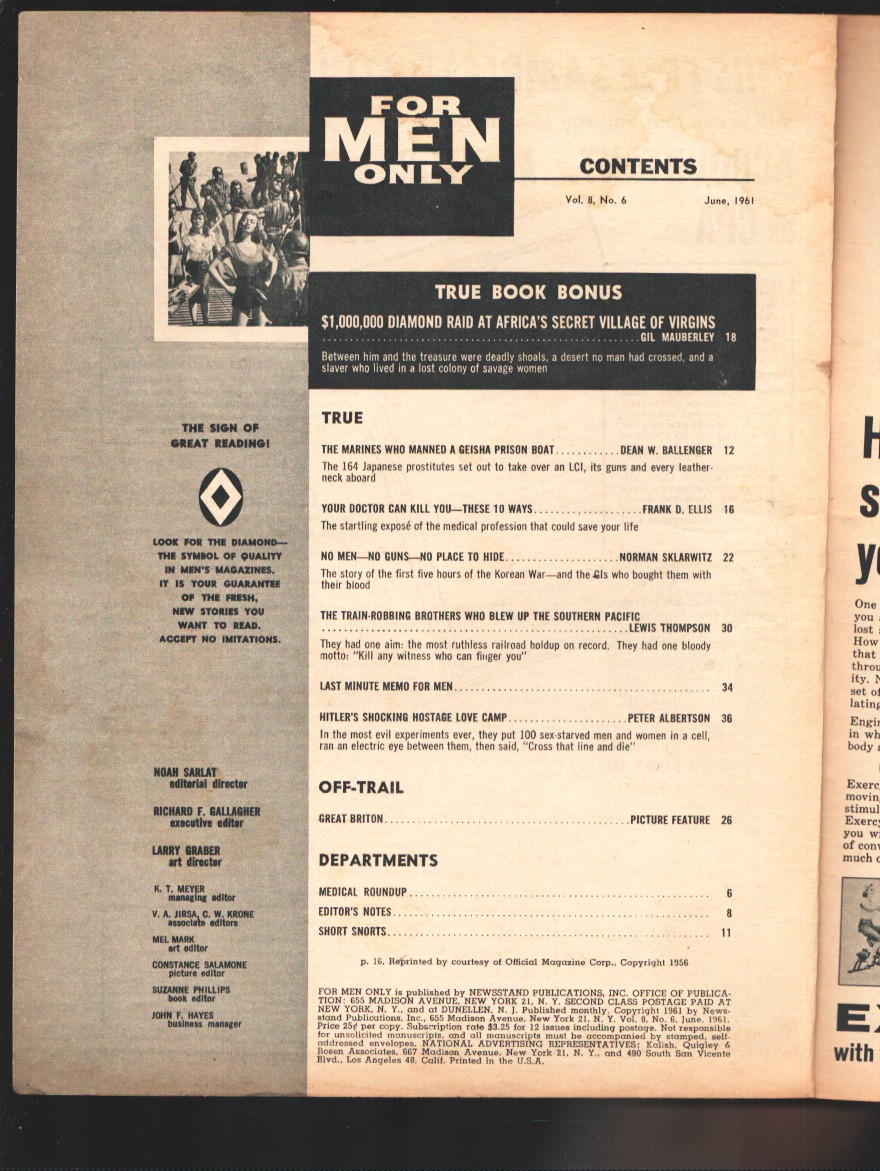 FOR
MEN
ONLY
CONTENTS
Vol. 8, No. 6 June, 1961
TRUE BOOK BONUS
$1,000,000 DIAMOND RAID AT AFRICA'S SECRET VILLAGE OF VIRGINS
GIL MAUBERLEY 18
Between him and the treasure were deadly shoals, a desert no man had crossed, and a
slaver who lived in a lost colony of savage women
TRUE
THE MARINES WHO MANNED A GEISHA PRISON BOAT............DEAN W. BALLENGER 12
The 164 Japanese prostitutes set out to take over an LCI, its guns and every leather-
neck aboard
YOUR DOCTOR CAN KILL YOU—THESE 10 WAYS....................FRANK D. ELLIS 16
The startling exposé of the medical profession that could save your life
NO MEN—NO GUNS—NO PLACE TO HIDE.....................NORMAN SKLARWITZ 22
The story of the first five hours of the Korean War—and the GIs who bought them with
their blood
THE TRAIN-ROBBING BROTHERS WHO BLEW UP THE SOUTHERN PACIFIC
LEWIS THOMPSON 30
They had one aim: the most ruthless railroad holdup on record. They had one bloody
motto: "Kill any witness who can finger you"
LAST MINUTE MEMO FOR MEN................................................ 34
HITLER'S SHOCKING HOSTAGE LOVE CAMP......................PETER ALBERTSON 36
In the most evil experiments ever, they put 100 sex-starved men and women in a cell,
ran an electric eye between them, then said, "Cross that line and die"
OFF-TRAIL
GREAT BRITON..............................................PICTURE FEATURE 26
DEPARTMENTS
MEDICAL ROUNDUP......................................................... 6
EDITOR'S NOTES.......................................................... 8
SHORT SNORTS............................................................ 11
p. 16. Reprinted by courtesy of Official Magazine Corp., Copyright 1956
FOR MEN ONLY is published by NEWSSTAND PUBLICATIONS, INC. OFFICE OF PUBLICA-
TION: 655 MADISON AVENUE, NEW YORK 21, N. Y. SECOND CLASS POSTAGE PAID AT
NEW YORK, N. Y., and at DUNELLEN, N. J. Published monthly. Copyright 1961 by News-
stand Publications, Inc., 655 Madison Avenue, New York 21, N. Y. Vol. 8, No. 6, June, 1961.
Price 25¢ per copy. Subscription rate $3.25 for 12 issues including postage. Not responsible
for unsolicited manuscripts, and all manuscripts must be accompanied by stamped, self-
addressed envelopes. NATIONAL ADVERTISING REPRESENTATIVES: Kalish, Quigley &
Rosen Associates, 667 Madison Avenue, New York 21, N. Y., and 490 South San Vicente
Blvd., Los Angeles 48, Calif. Printed in the U.S.A.
THE SIGN OF
GREAT READING!
LOOK FOR THE DIAMOND—
THE SYMBOL OF QUALITY
IN MEN'S MAGAZINES.
IT IS YOUR GUARANTEE
OF THE FRESH,
NEW STORIES YOU
WANT TO READ.
ACCEPT NO IMITATIONS.
NOAH SARLAT
editorial director
RICHARD F. GALLAGHER
executive editor
LARRY GRABER
art director
K. T. MEYER
managing editor
V. A. JIRSA, C. W. KRONE
associate editors
MEL MARK
art editor
CONSTANCE SALAMONE
picture editor
SUZANNE PHILLIPS
book editor
JOHN F. HAYES
business manager
One
you
lost
How
that
ity.
set of
body
you
much
with